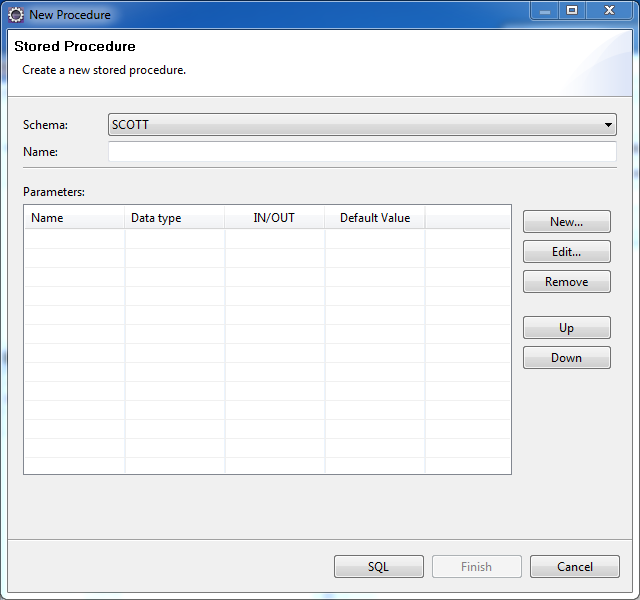 New Procedure
Stored Procedure
Create a new stored procedure.
Schema: SCOTT
Name:
Parameters:
Name Data type IN/OUT Default Value
New...
Edit...
Remove
Up
Down
SQL Finish Cancel